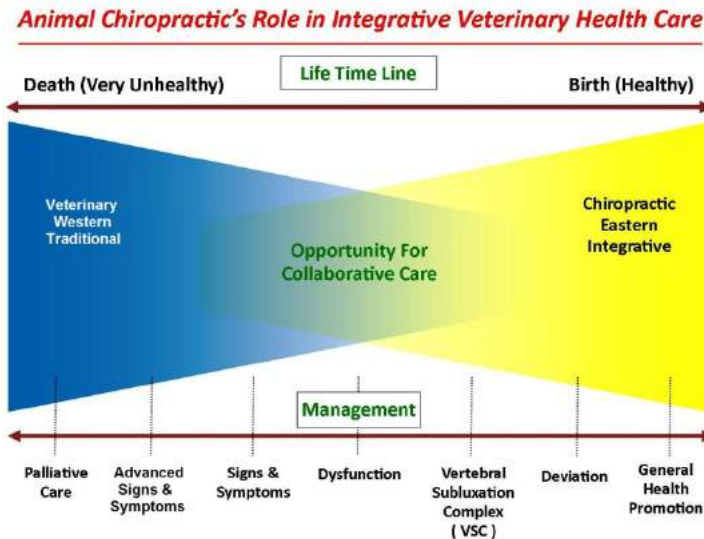 Animal Chiropractic's Role in Integrative Veterinary Health Care
Life Time Line
Death (Very Unhealthy)
Birth (Healthy)
Veterinary
Western
Traditional
Chiropractic
Eastern
Integrative
Opportunity For
Collaborative Care
Management
Palliative
Care
Advanced
Signs &
Symptoms
Signs &
Symptoms
Dysfunction
Vertebral
Subluxation
Complex
( VSC )
Deviation
General
Health
Promotion